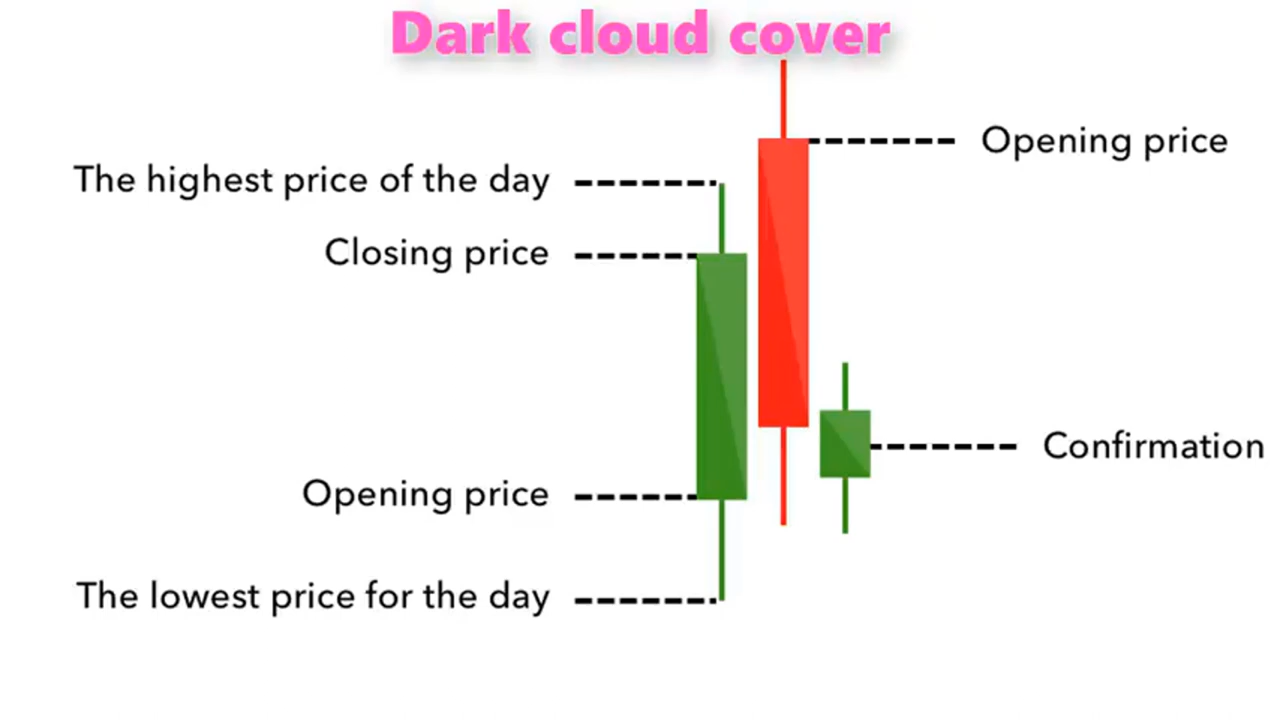 Dark cloud cover
Opening price
The highest price of the day
Closing price
Confirmation
Opening price
The lowest price for the day